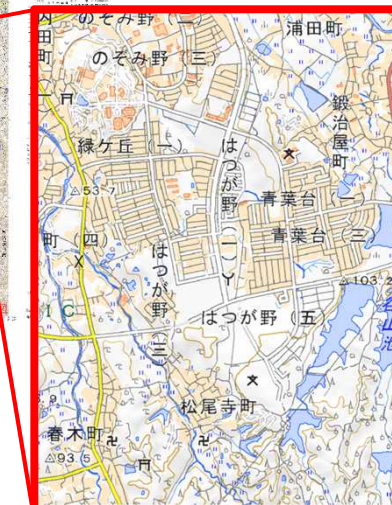 のぞみ野（二）
内田町
浦田町
のぞみ野（三）
鍛治屋町
緑ケ丘（一）
はつが野（一）
53.7
青葉台（一）
町（四）
青葉台（三）
はつが野（三）
103.2
IC
はつが野（五）
松尾寺町
春木町
93.5